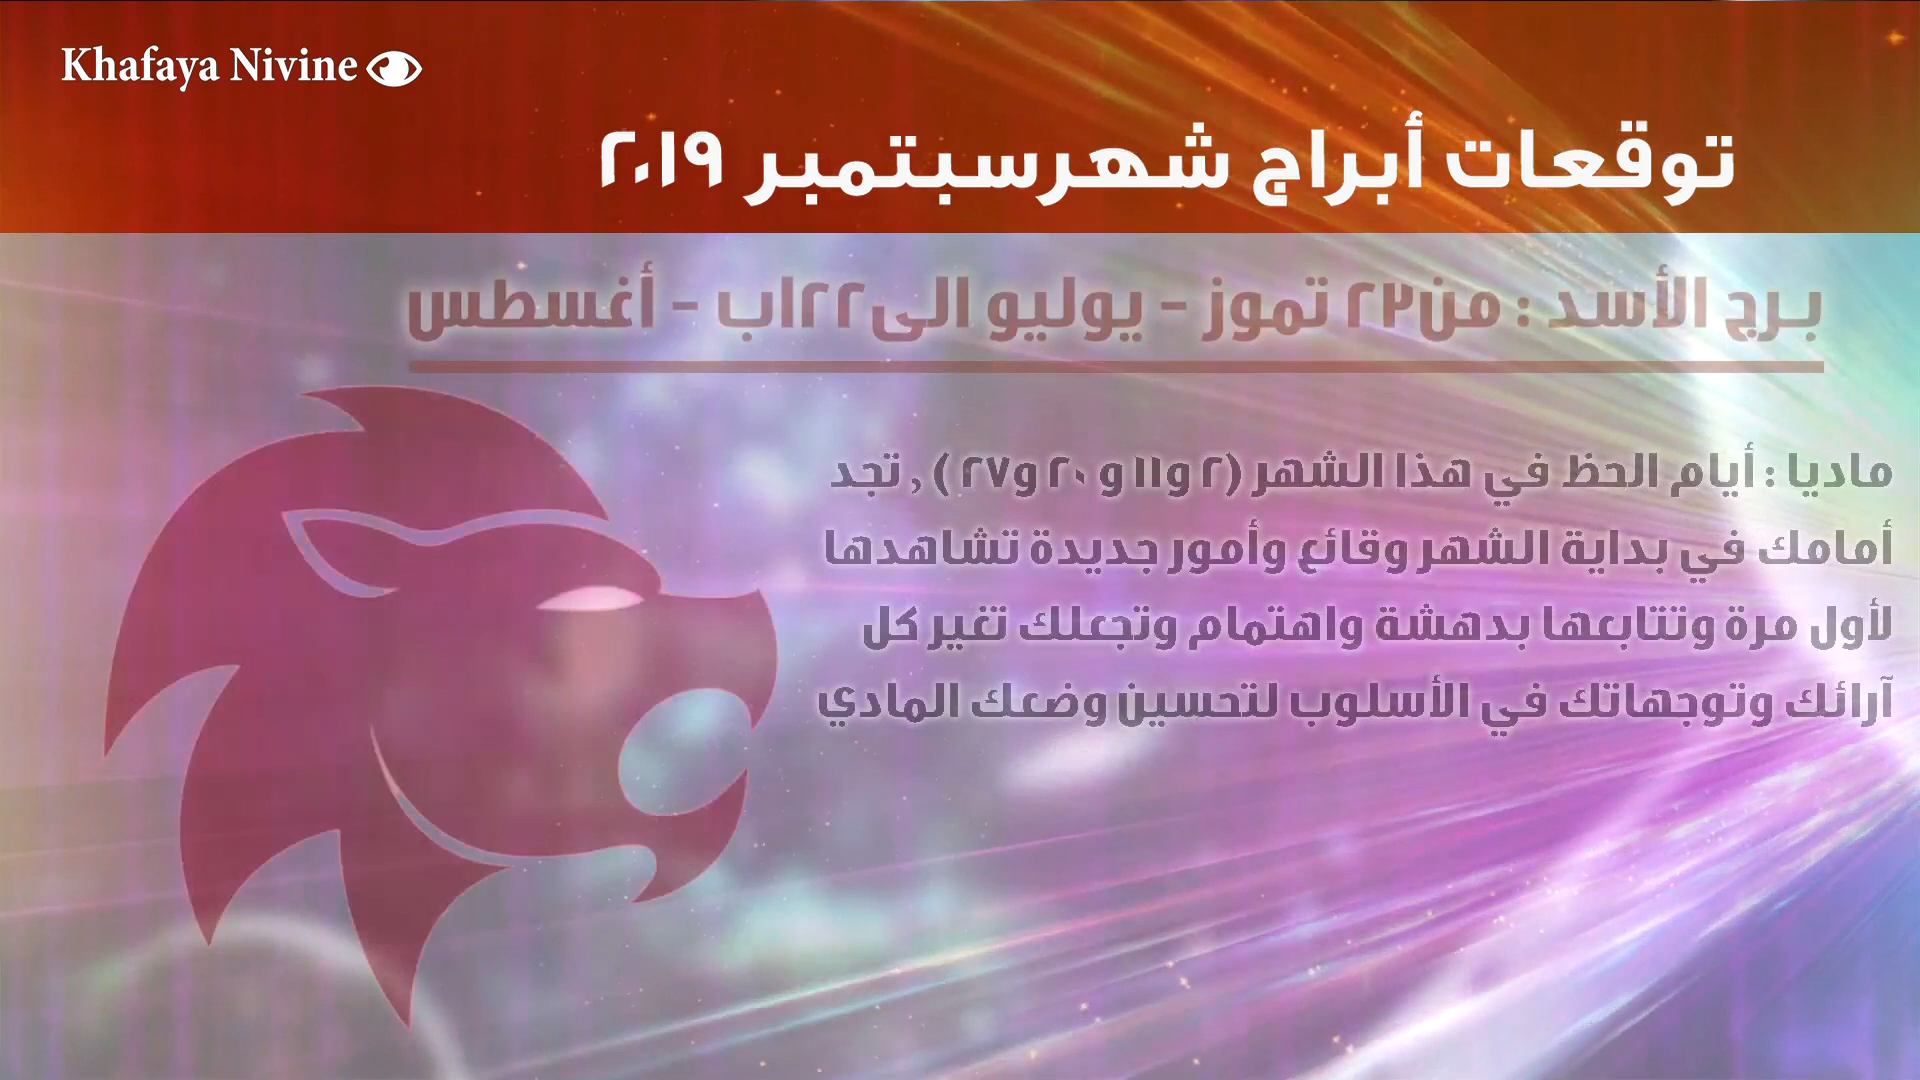 Khafaya Nivine
توقعات أبراج شهرسبتمبر ٢٠١٩
برج الأسد : من٢٣ تموز - يوليو الى٢٢اب - أغسطس
ماديا : أيام الحظ في هذا الشهر (٢ و١١ و ٢٠ و٢٧ ) , تجد
أمامك في بداية الشهر وقائع وأمور جديدة تشاهدها
لأول مرة وتتابعها بدهشة واهتمام وتجعلك تغير كل
آرائك وتوجهاتك في الأسلوب لتحسين وضعك المادي